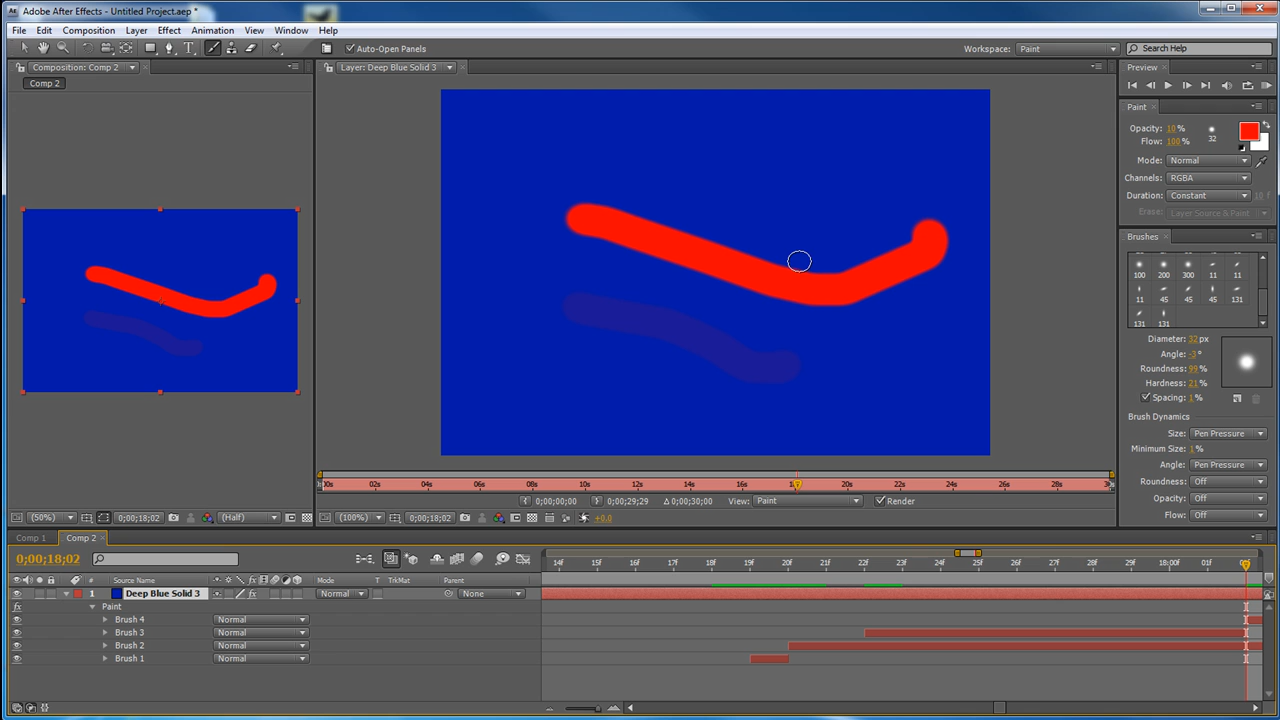 Adobe After Effects - Untitled Project.aep *
File Edit Composition Layer Effect Animation View Window Help
Auto-Open Panels
Workspace: Paint
Search Help
Composition: Comp 2
Layer: Deep Blue Solid 3
Preview
Comp 2
Paint
Opacity: 10 %
Flow: 100 %
32
Mode: Normal
Channels: RGBA
Duration: Constant
10 f
Erase: Layer Source & Paint
Brushes
100 200 300 11 11
11 45 45 45 131
131 131
Diameter: 32 px
Angle: -3 °
Roundness: 99 %
Hardness: 21 %
Spacing: 1 %
Brush Dynamics
Size: Pen Pressure
Minimum Size: 1 %
Angle: Pen Pressure
Roundness: Off
Opacity: Off
Flow: Off
02s 04s 06s 08s 10s 12s 14s 16s 20s 22s 24s 26s 28s
0;00;00;00 0;00;29;29 Δ 0;00;30;00 View: Paint Render
(50%) 0;00;18;02 (Half)
(100%) 0;00;18;02 +0.0
Comp 1 Comp 2
0;00;18;02
14F 15F 16F 17F 18F 19F 20F 21F 22F 23F 24F 25F 26F 27F 28F 29F 18:00F 01F
# Source Name Mode T TrkMat Parent
1 Deep Blue Solid 3 Normal None
Paint
Brush 4 Normal
Brush 3 Normal
Brush 2 Normal
Brush 1 Normal